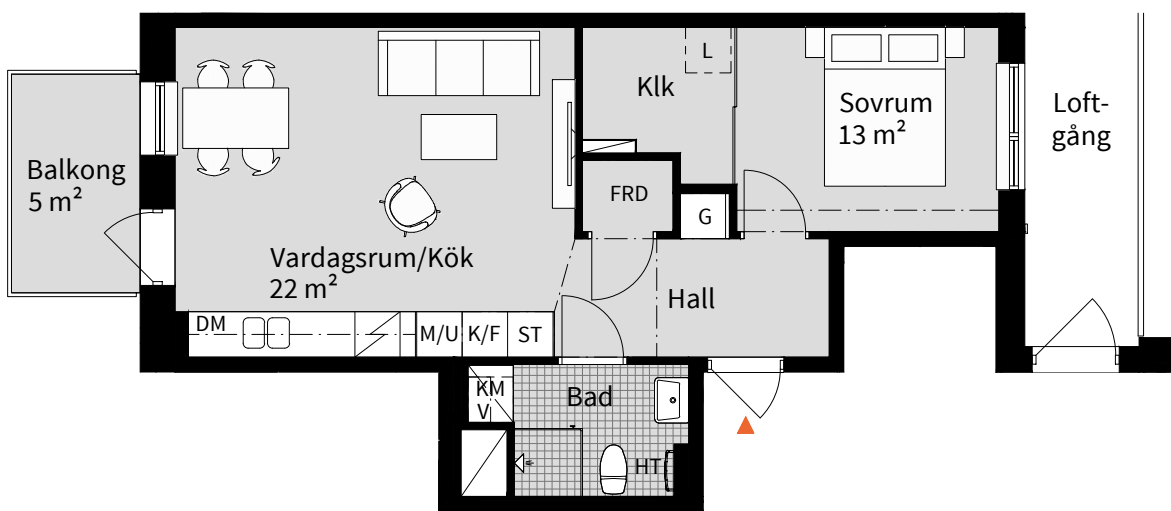 Balkong
5 m²
Vardagsrum/Kök
22 m²
DM
M/U
K/F
ST
Klk
L
FRD
G
Hall
Sovrum
13 m²
Loft-
gång
KM
V
Bad
HT